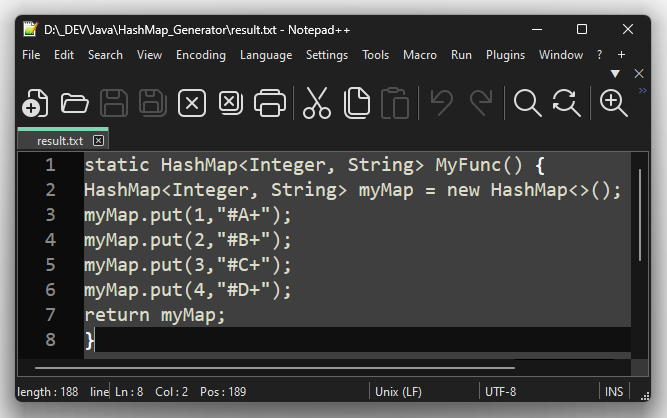 D:\_DEV\Java\HashMap_Generator\result.txt - Notepad++
File Edit Search View Encoding Language Settings Tools Macro Run Plugins Window ? +
result.txt
1 static HashMap<Integer, String> MyFunc() {
2 HashMap<Integer, String> myMap = new HashMap<>();
3 myMap.put(1,"#A+");
4 myMap.put(2,"#B+");
5 myMap.put(3,"#C+");
6 myMap.put(4,"#D+");
7 return myMap;
8 }
length : 188 line Ln : 8 Col : 2 Pos : 189 Unix (LF) UTF-8 INS